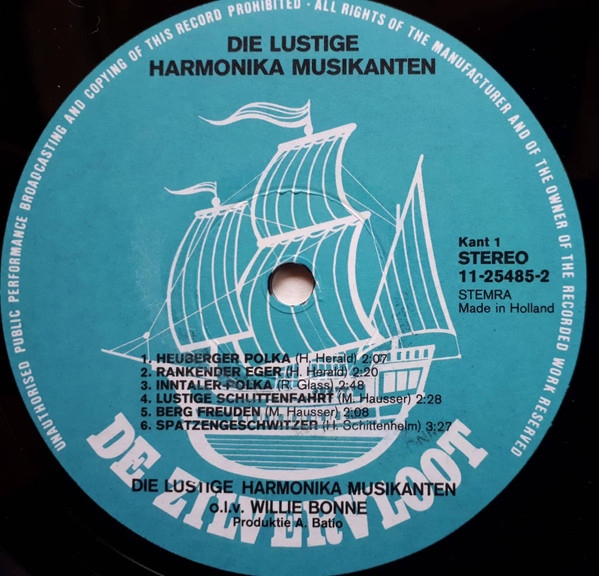 UNAUTHORISED PUBLIC PERFORMANCE BROADCASTING AND COPYING OF THIS RECORD PROHIBITED · ALL RIGHTS OF THE MANUFACTURER AND OF THE OWNER OF THE RECORDED WORK RESERVED
DIE LUSTIGE
HARMONIKA MUSIKANTEN
Kant 1
STEREO
11-25485-2
STEMRA
Made in Holland
1. HEUBERGER POLKA (H. Herald) 2:07
2. RANKENDER EGER (H. Herald) 2:20
3. INNTALER POLKA (R. Glass) 2:48
4. LUSTIGE SCHLITTENFAHRT (M. Hausser) 2:28
5. BERG FREUDEN (M. Hausser) 2:08
6. SPATZENGESCHWITZER (H. Schittenhelm) 3:27
DE ZILVERVLOOT
DIE LUSTIGE HARMONIKA MUSIKANTEN
o.l.v. WILLIE BONNE
Produktie A. Batlo